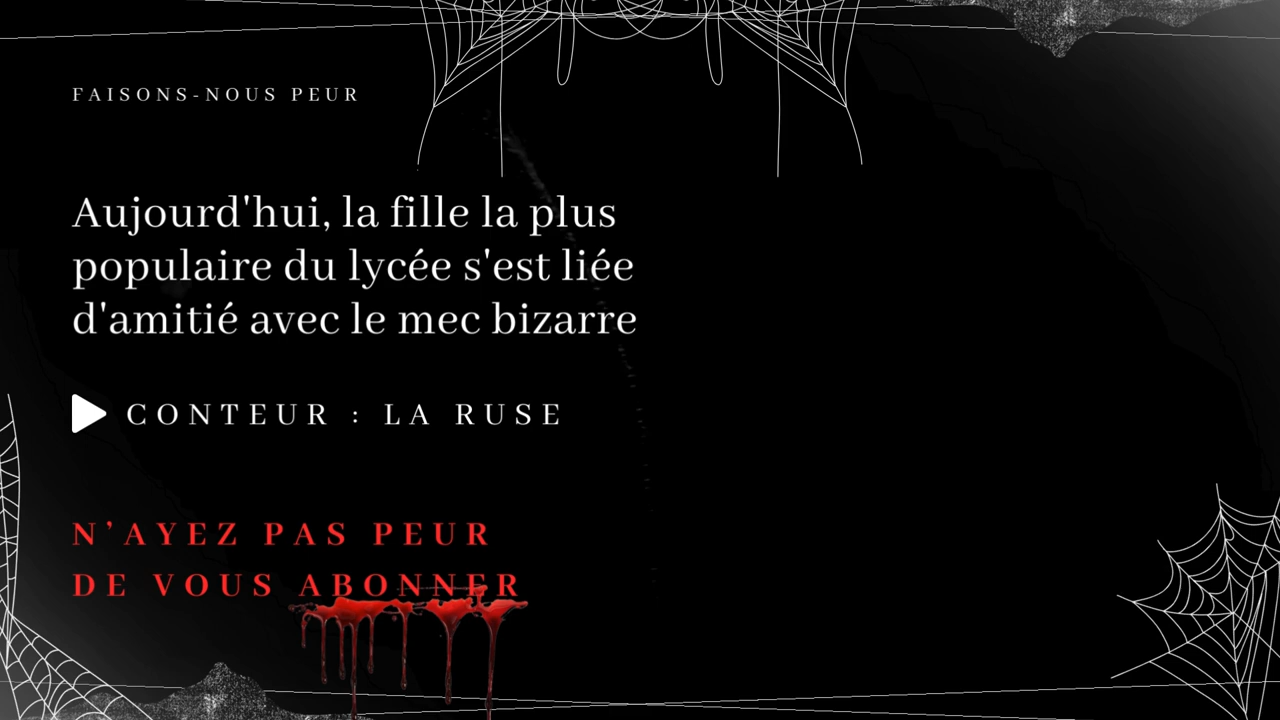 FAISONS-NOUS PEUR
Aujourd'hui, la fille la plus
populaire du lycée s'est liée
d'amitié avec le mec bizarre
CONTEUR : LA RUSE
N'AYEZ PAS PEUR
DE VOUS ABONNER